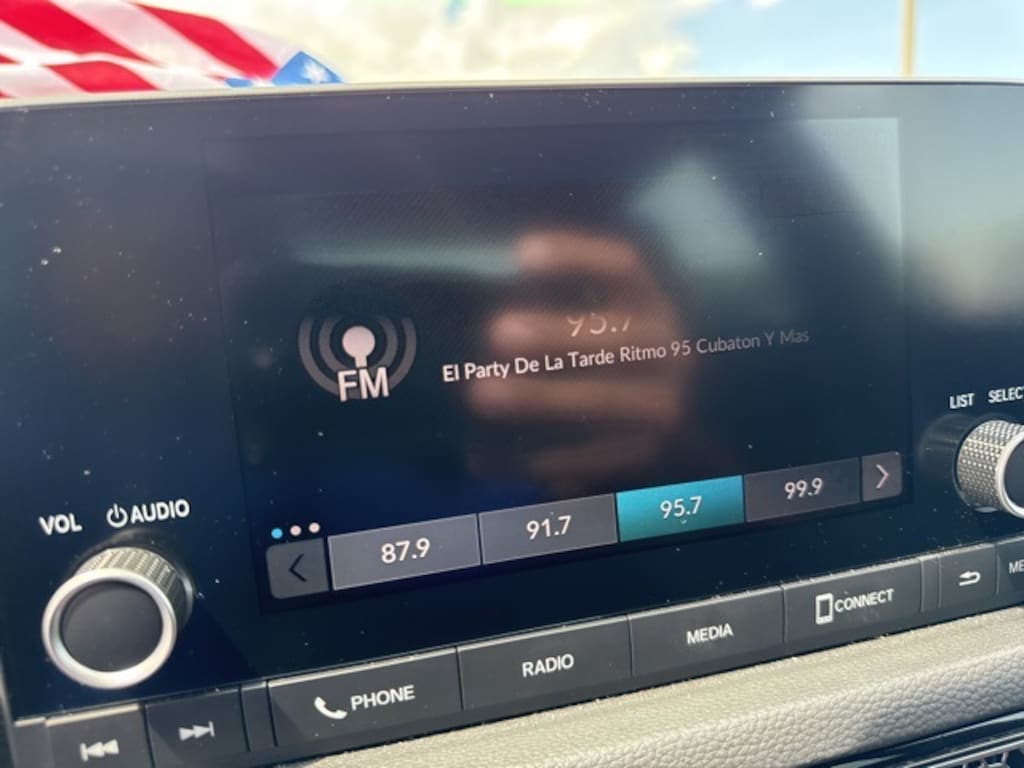 95.7
El Party De La Tarde Ritmo 95 Cubaton Y Mas
FM
87.9
91.7
95.7
99.9
VOL
AUDIO
LIST
SELECT
PHONE
RADIO
MEDIA
CONNECT